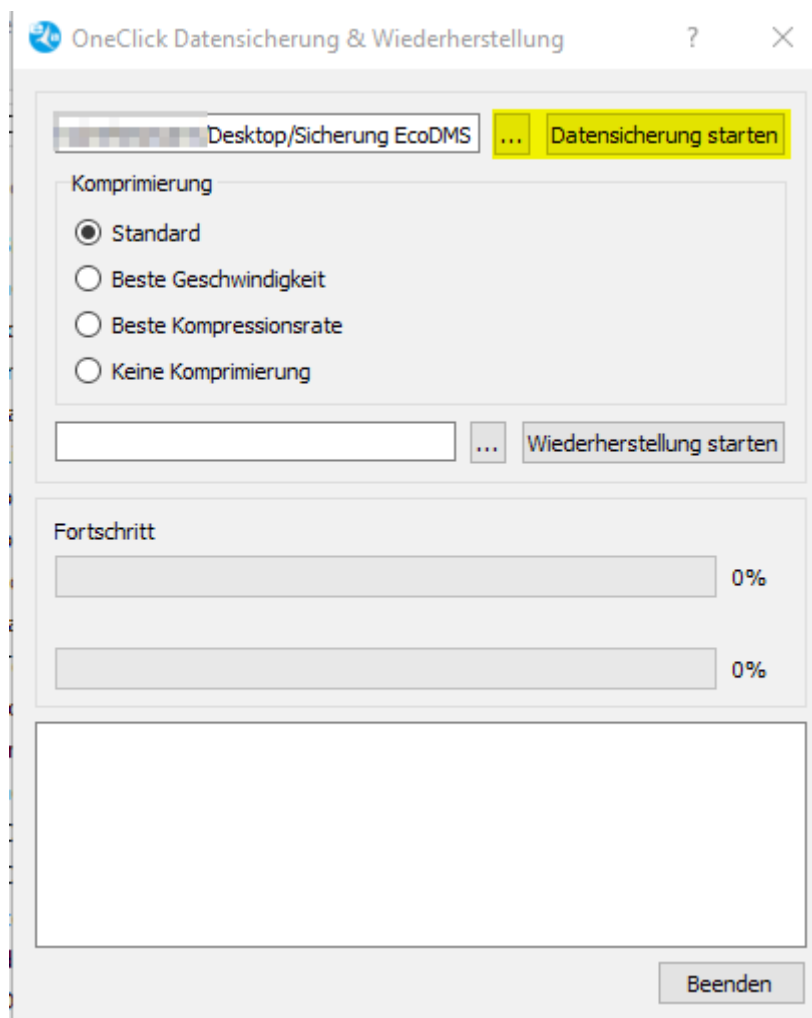 OneClick Datensicherung & Wiederherstellung ? ×
/Desktop/Sicherung EcoDMS ... Datensicherung starten
Komprimierung
Standard
Beste Geschwindigkeit
Beste Kompressionsrate
Keine Komprimierung
... Wiederherstellung starten
Fortschritt
0%
0%
Beenden